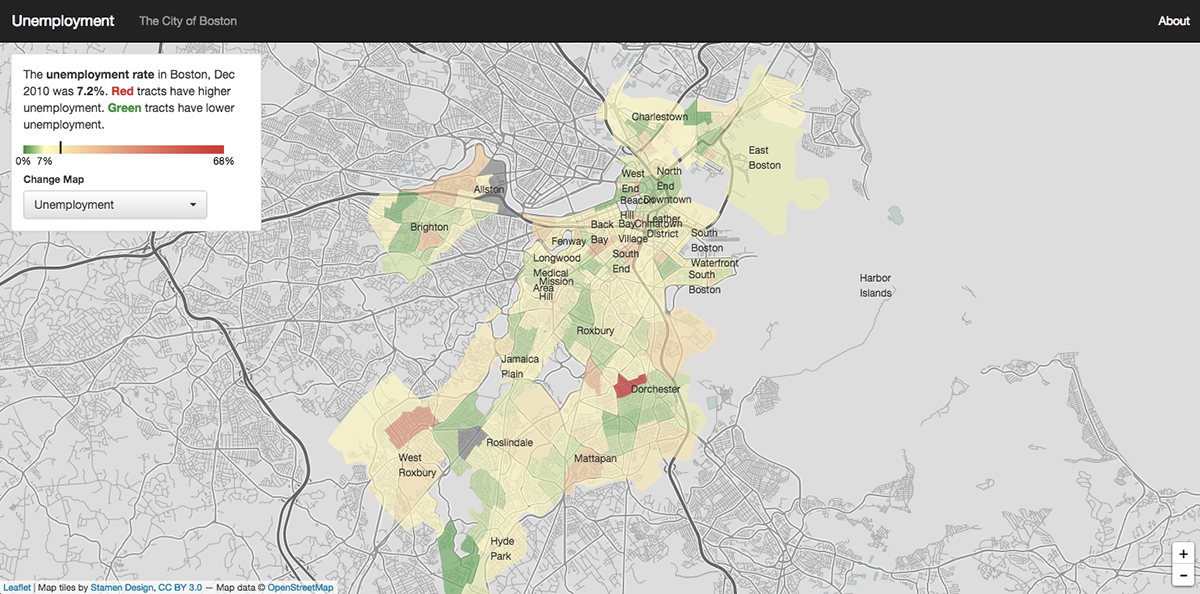 Unemployment
The City of Boston
About
The unemployment rate in Boston, Dec
2010 was 7.2%. Red tracts have higher
unemployment. Green tracts have lower
unemployment.
0% 7% 68%
Change Map
Unemployment
Charlestown
East
Boston
West
End
North
End
Beacon
Hill
Downtown
Leather
District
Chinatown
Bay
Village
Back
Bay
South
End
South
Boston
Waterfront
South
Boston
Allston
Brighton
Fenway
Longwood
Medical
Area
Mission
Hill
Harbor
Islands
Roxbury
Jamaica
Plain
Dorchester
Roslindale
Mattapan
West
Roxbury
Hyde
Park
+
−
Leaflet | Map tiles by Stamen Design, CC BY 3.0 — Map data © OpenStreetMap